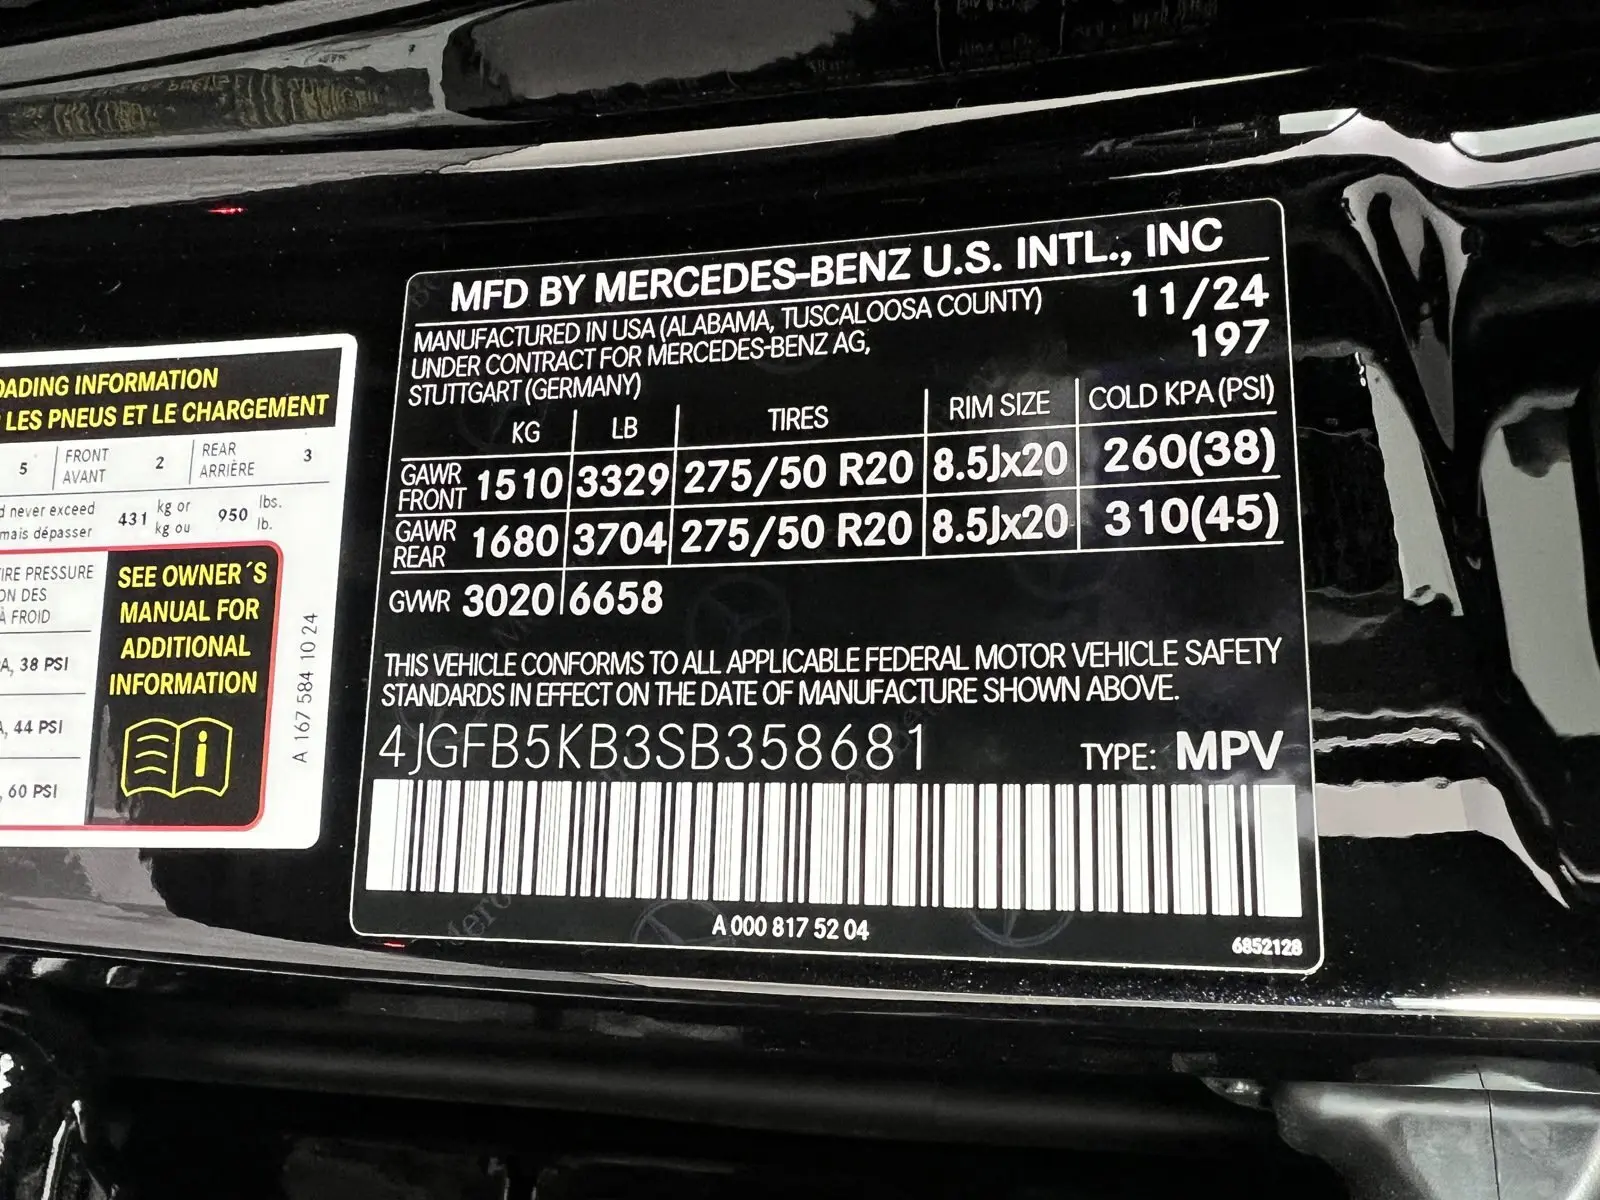 OADING INFORMATION
LES PNEUS ET LE CHARGEMENT
5 FRONT AVANT 2 REAR ARRIÈRE 3
d never exceed 431 kg or 950 lbs.
mais dépasser kg ou lb.
IRE PRESSURE
ON DES
À FROID
A, 38 PSI
A, 44 PSI
, 60 PSI
SEE OWNER´S
MANUAL FOR
ADDITIONAL
INFORMATION
i
A 167 584 10 24
MFD BY MERCEDES-BENZ U.S. INTL., INC
MANUFACTURED IN USA (ALABAMA, TUSCALOOSA COUNTY) 11/24
UNDER CONTRACT FOR MERCEDES-BENZ AG, 197
STUTTGART (GERMANY)
KG LB TIRES RIM SIZE COLD KPA (PSI)
GAWR FRONT 1510 3329 275/50 R20 8.5Jx20 260(38)
GAWR REAR 1680 3704 275/50 R20 8.5Jx20 310(45)
GVWR 3020 6658
THIS VEHICLE CONFORMS TO ALL APPLICABLE FEDERAL MOTOR VEHICLE SAFETY
STANDARDS IN EFFECT ON THE DATE OF MANUFACTURE SHOWN ABOVE.
4JGFB5KB3SB358681 TYPE: MPV
A 000 817 52 04
6852128